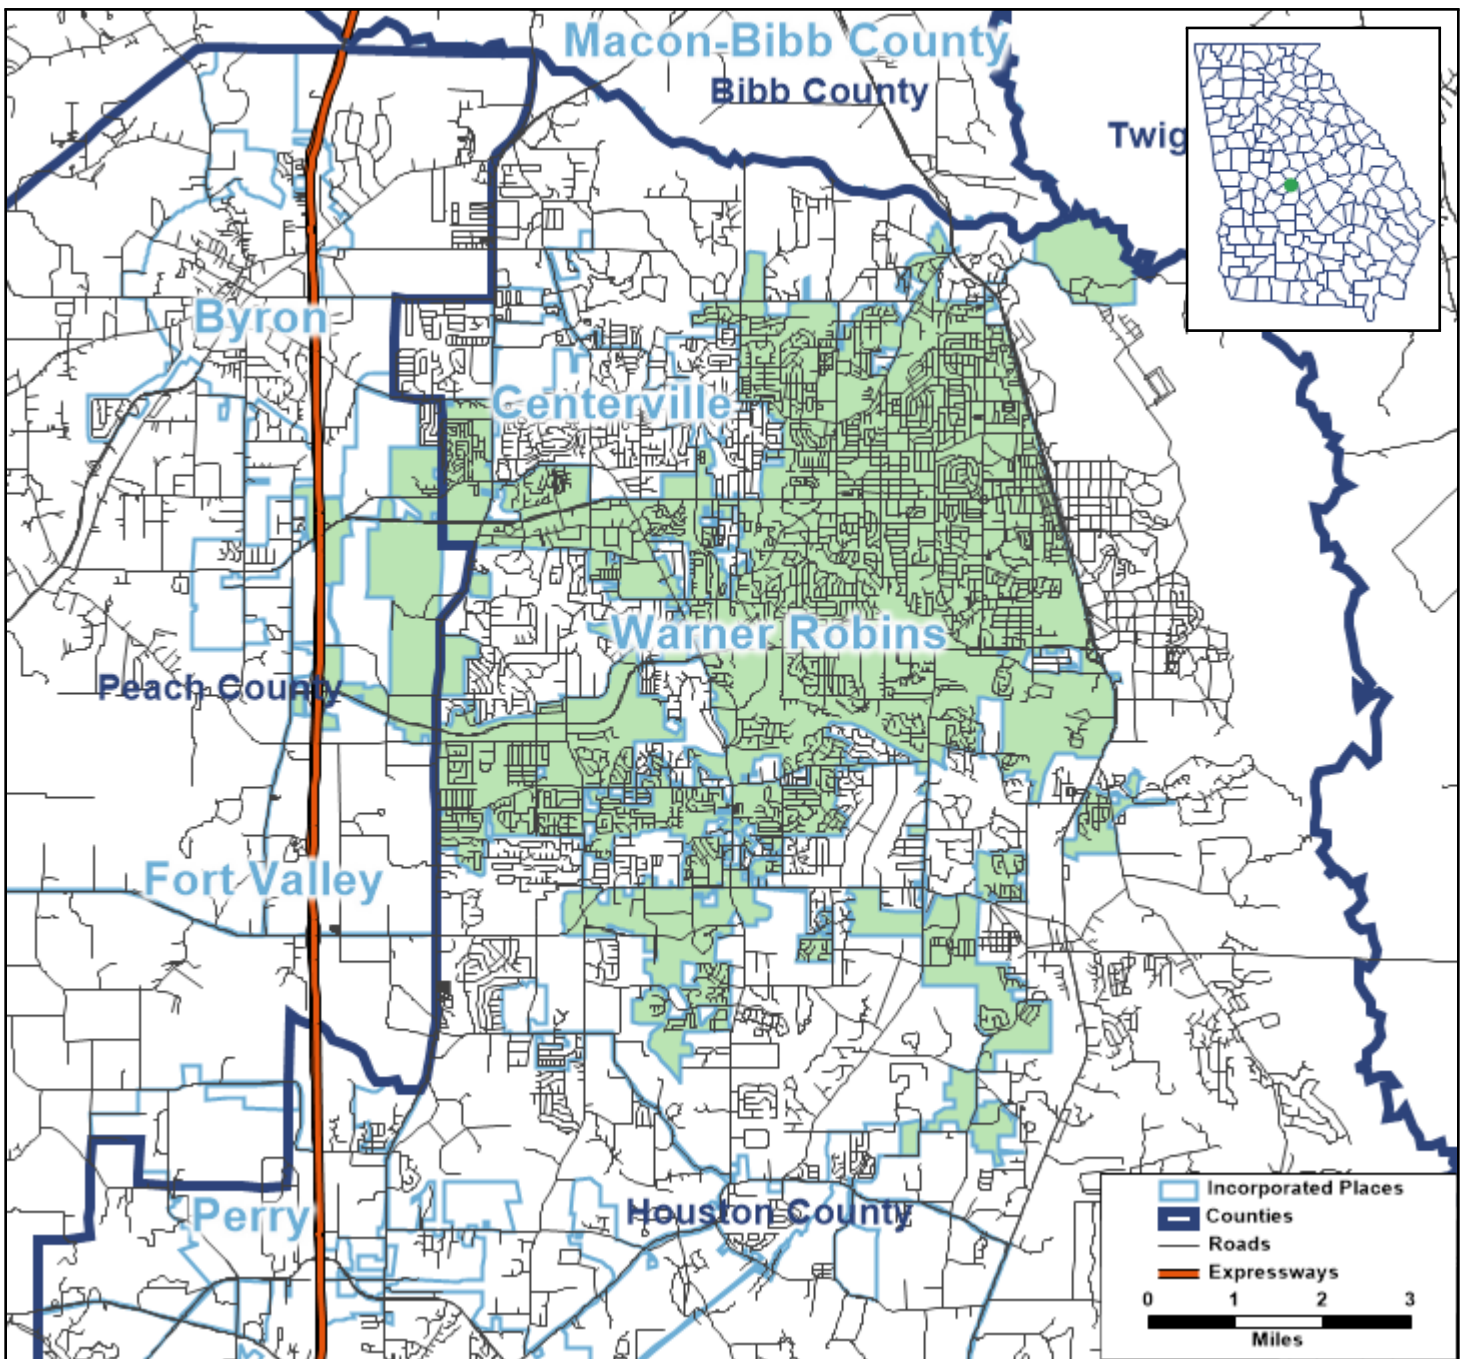 Macon-Bibb County
Bibb County
Twig
Byron
Centerville
Warner Robins
Peach County
Fort Valley
Perry
Houston County
Incorporated Places
Counties
Roads
Expressways
0 1 2 3
Miles